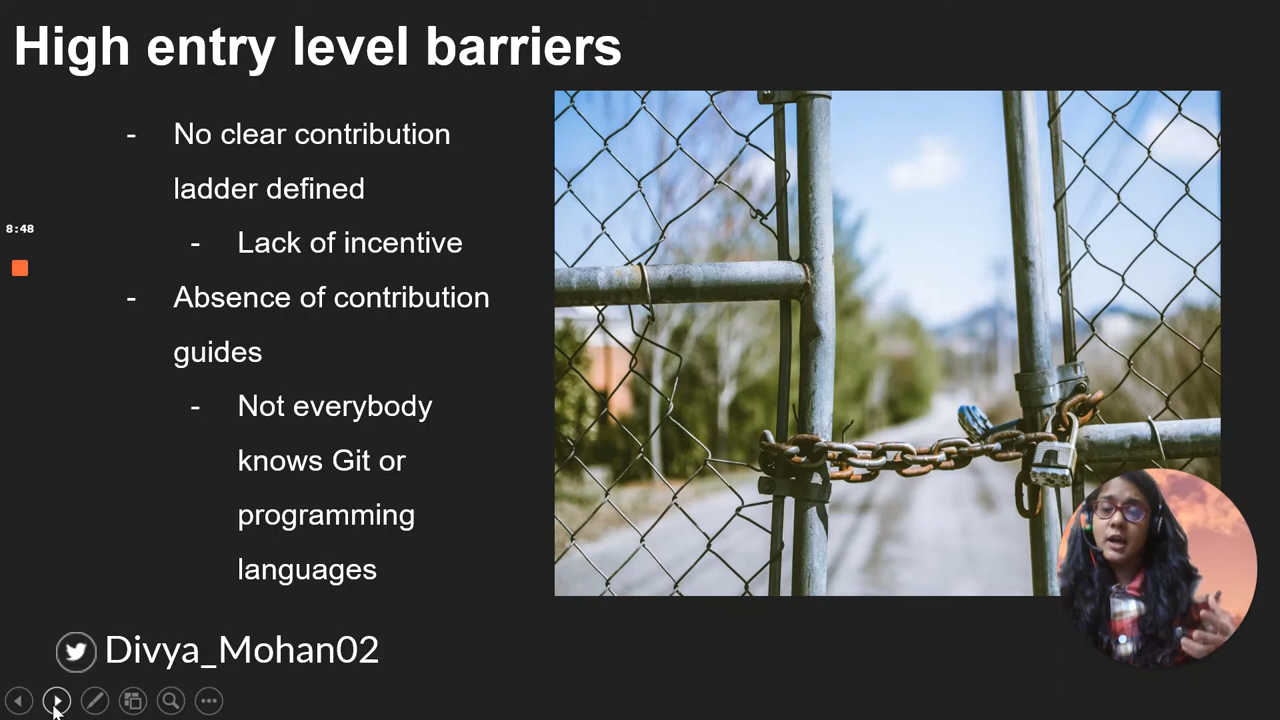 High entry level barriers
- No clear contribution
ladder defined
- Lack of incentive
8:48
- Absence of contribution
guides
- Not everybody
knows Git or
programming
languages
Divya_Mohan02